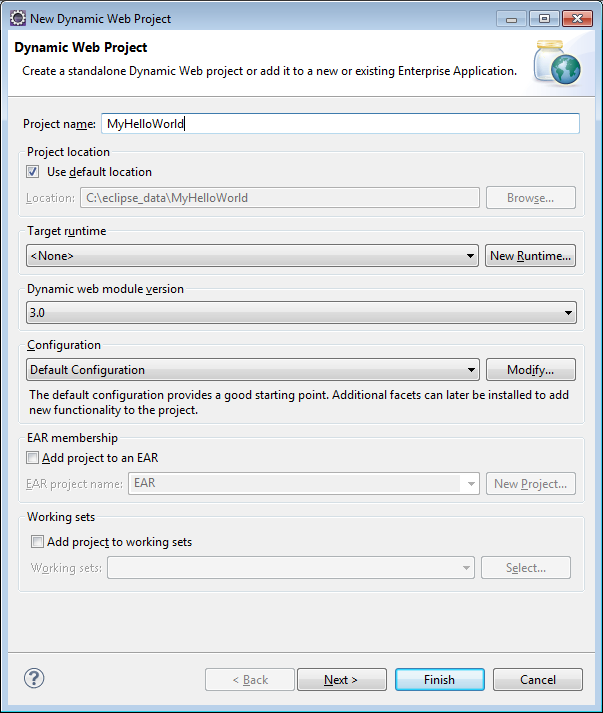 New Dynamic Web Project
Dynamic Web Project
Create a standalone Dynamic Web project or add it to a new or existing Enterprise Application.
Project name: MyHelloWorld
Project location
Use default location
Location: C:\eclipse_data\MyHelloWorld Browse...
Target runtime
<None> New Runtime...
Dynamic web module version
3.0
Configuration
Default Configuration Modify...
The default configuration provides a good starting point. Additional facets can later be installed to add
new functionality to the project.
EAR membership
Add project to an EAR
EAR project name: EAR New Project...
Working sets
Add project to working sets
Working sets: Select...
? < Back Next > Finish Cancel